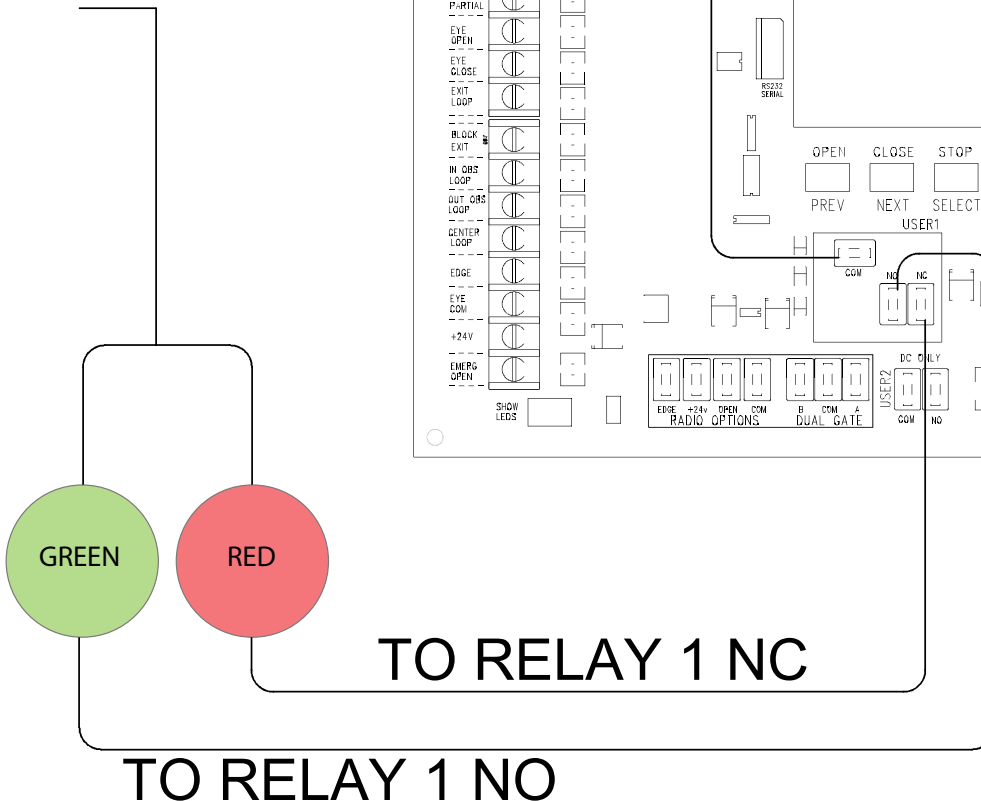 PARTIAL
EYE
OPEN
EYE
CLOSE
EXIT
LOOP
BLOCK
EXIT
IN OBS
LOOP
OUT OBS
LOOP
CENTER
LOOP
EDGE
EYE
COM
+24V
EMERG
OPEN
SHOW
LEDS
RS232
SERIAL
OPEN CLOSE STOP
PREV NEXT SELECT
USER1
COM
NO NC
DC ONLY
USER2
COM NO
EDGE +24v OPEN COM B COM A
RADIO OPTIONS DUAL GATE
GREEN RED
TO RELAY 1 NC
TO RELAY 1 NO